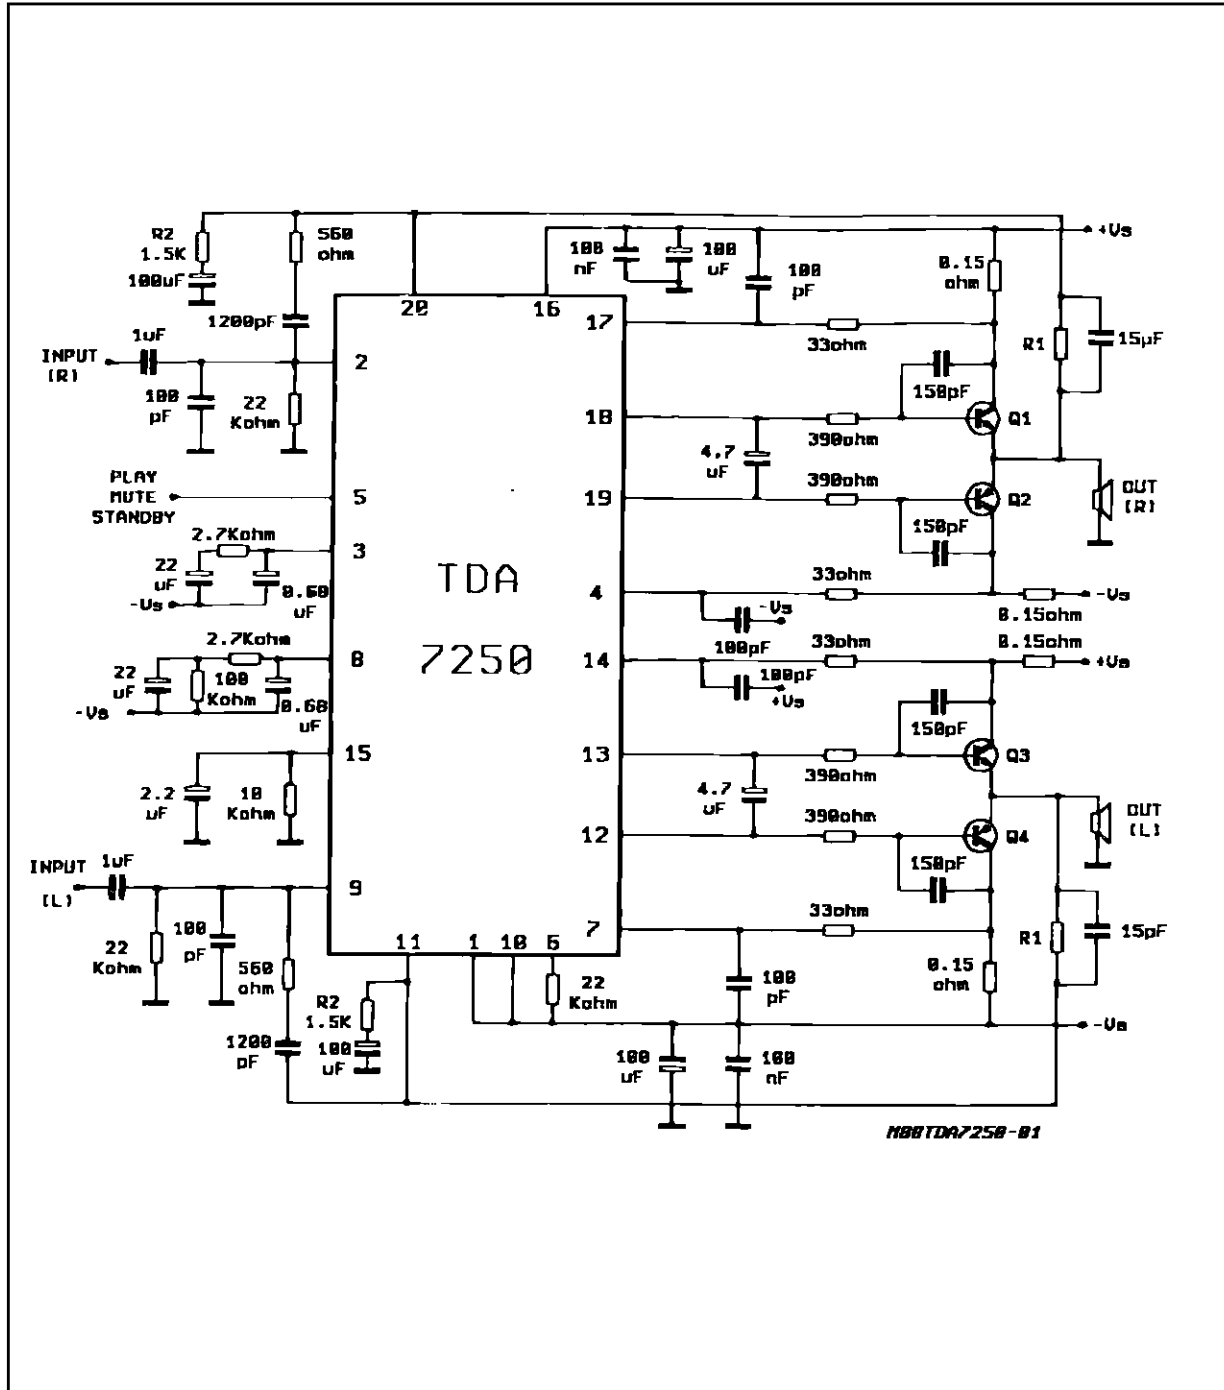 R2
1.5K
100uF
560
ohm
1200pF
100
nF
100
uF
100
pF
0.15
ohm
+Vs
20
16
17
33ohm
R1
15µF
1uF
INPUT
(R)
2
100
pF
22
Kohm
150pF
18
390ohm
Q1
4.7
uF
390ohm
PLAY
MUTE
STANDBY
5
19
Q2
OUT
(R)
150pF
2.7Kohm
3
22
uF
-Vs
0.68
uF
TDA
7250
33ohm
4
-Vs
0.15ohm
-Vs
100pF
2.7Kohm
8
22
uF
100
Kohm
-Vs
0.68
uF
14
33ohm
0.15ohm
+Vs
100pF
+Vs
150pF
15
13
390ohm
Q3
2.2
uF
10
Kohm
4.7
uF
390ohm
12
Q4
OUT
(L)
150pF
INPUT
(L)
1uF
9
33ohm
7
22
Kohm
100
pF
560
ohm
11
1
10
6
R1
15pF
0.15
ohm
22
Kohm
100
pF
R2
1.5K
100
uF
1200
pF
-Vs
100
uF
100
nF
M88TDA7250-01